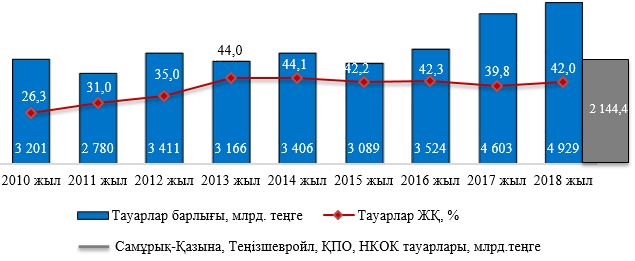 26,3 31,0 35,0 44,0 44,1 42,2 42,3 39,8 42,0
2 144,4
3 201 2 780 3 411 3 166 3 406 3 089 3 524 4 603 4 929
2010 жыл 2011 жыл 2012 жыл 2013 жыл 2014 жыл 2015 жыл 2016 жыл 2017 жыл 2018 жыл
Тауарлар барлығы, млрд. теңге Тауарлар ЖҚ, %
Самұрық-Қазына, Теңізшевройл, ҚПО, НКОК тауарлары, млрд.теңге